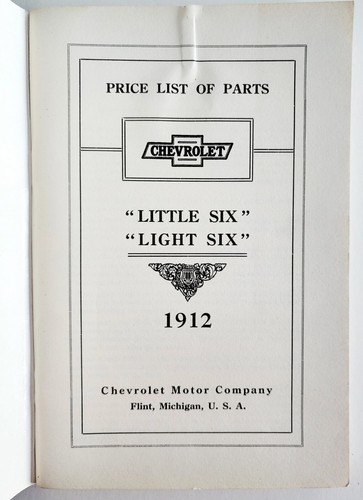 PRICE LIST OF PARTS
CHEVROLET
"LITTLE SIX"
"LIGHT SIX"
1912
Chevrolet Motor Company
Flint, Michigan, U. S. A.